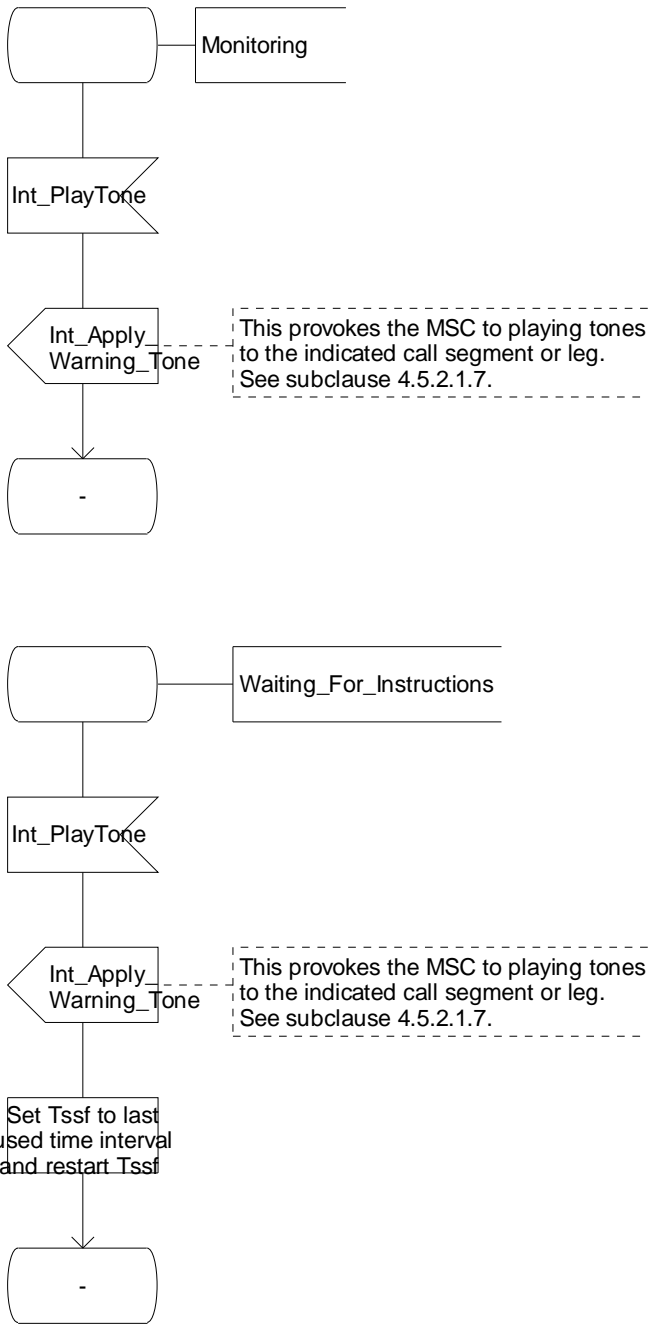 Monitoring
Int_PlayTone
Int_Apply_
Warning_Tone
This provokes the MSC to playing tones
to the indicated call segment or leg.
See subclause 4.5.2.1.7.
-
Waiting_For_Instructions
Int_PlayTone
Int_Apply_
Warning_Tone
This provokes the MSC to playing tones
to the indicated call segment or leg.
See subclause 4.5.2.1.7.
Set Tssf to last
used time interval
and restart Tssf
-